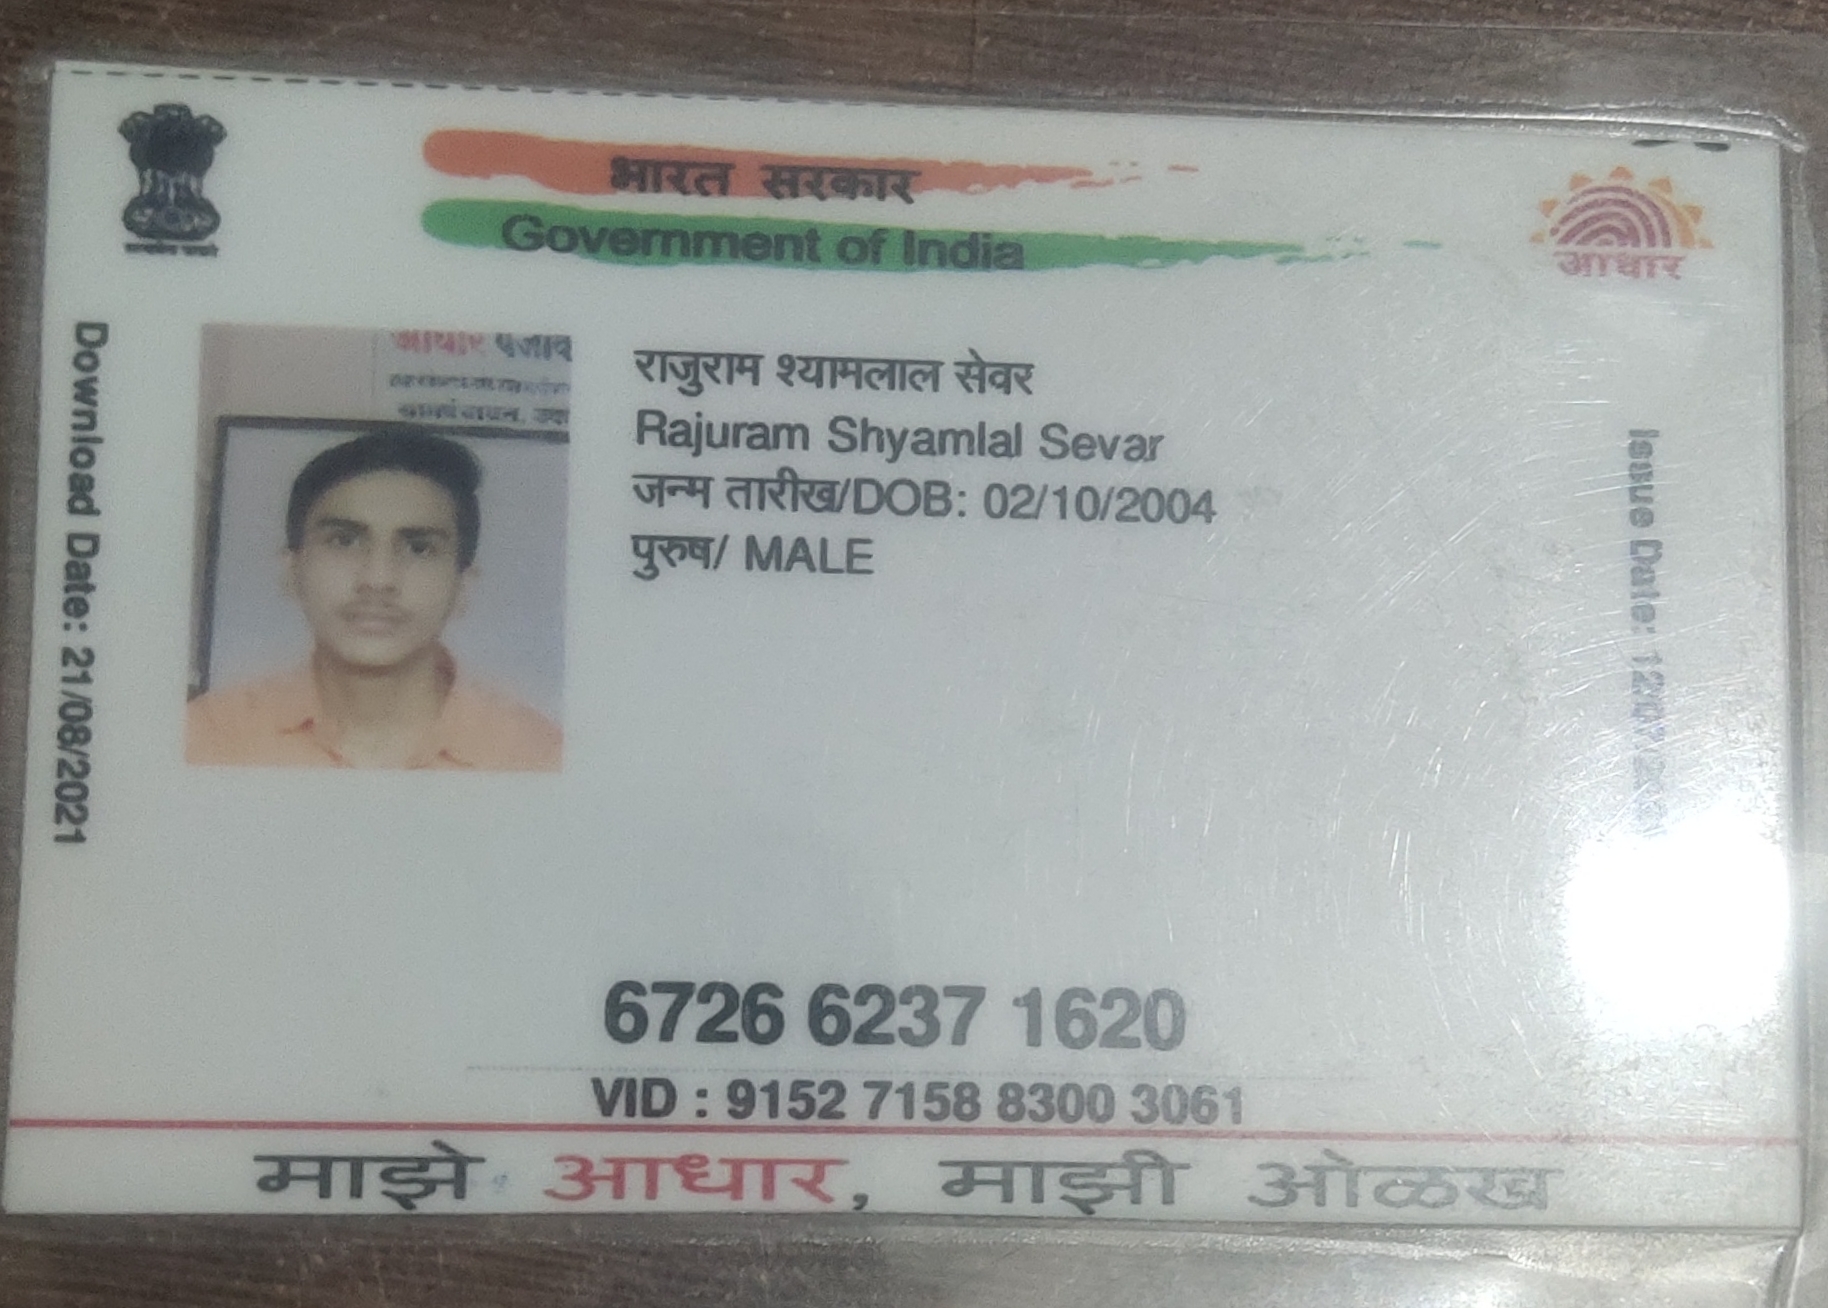 भारत सरकार
Government of India
आधार
Download Date: 21/08/2021
राजुराम श्यामलाल सेवर
Rajuram Shyamlal Sevar
जन्म तारीख/DOB: 02/10/2004
पुरुष/ MALE
Issue Date:
6726 6237 1620
VID : 9152 7158 8300 3061
माझे आधार, माझी ओळख